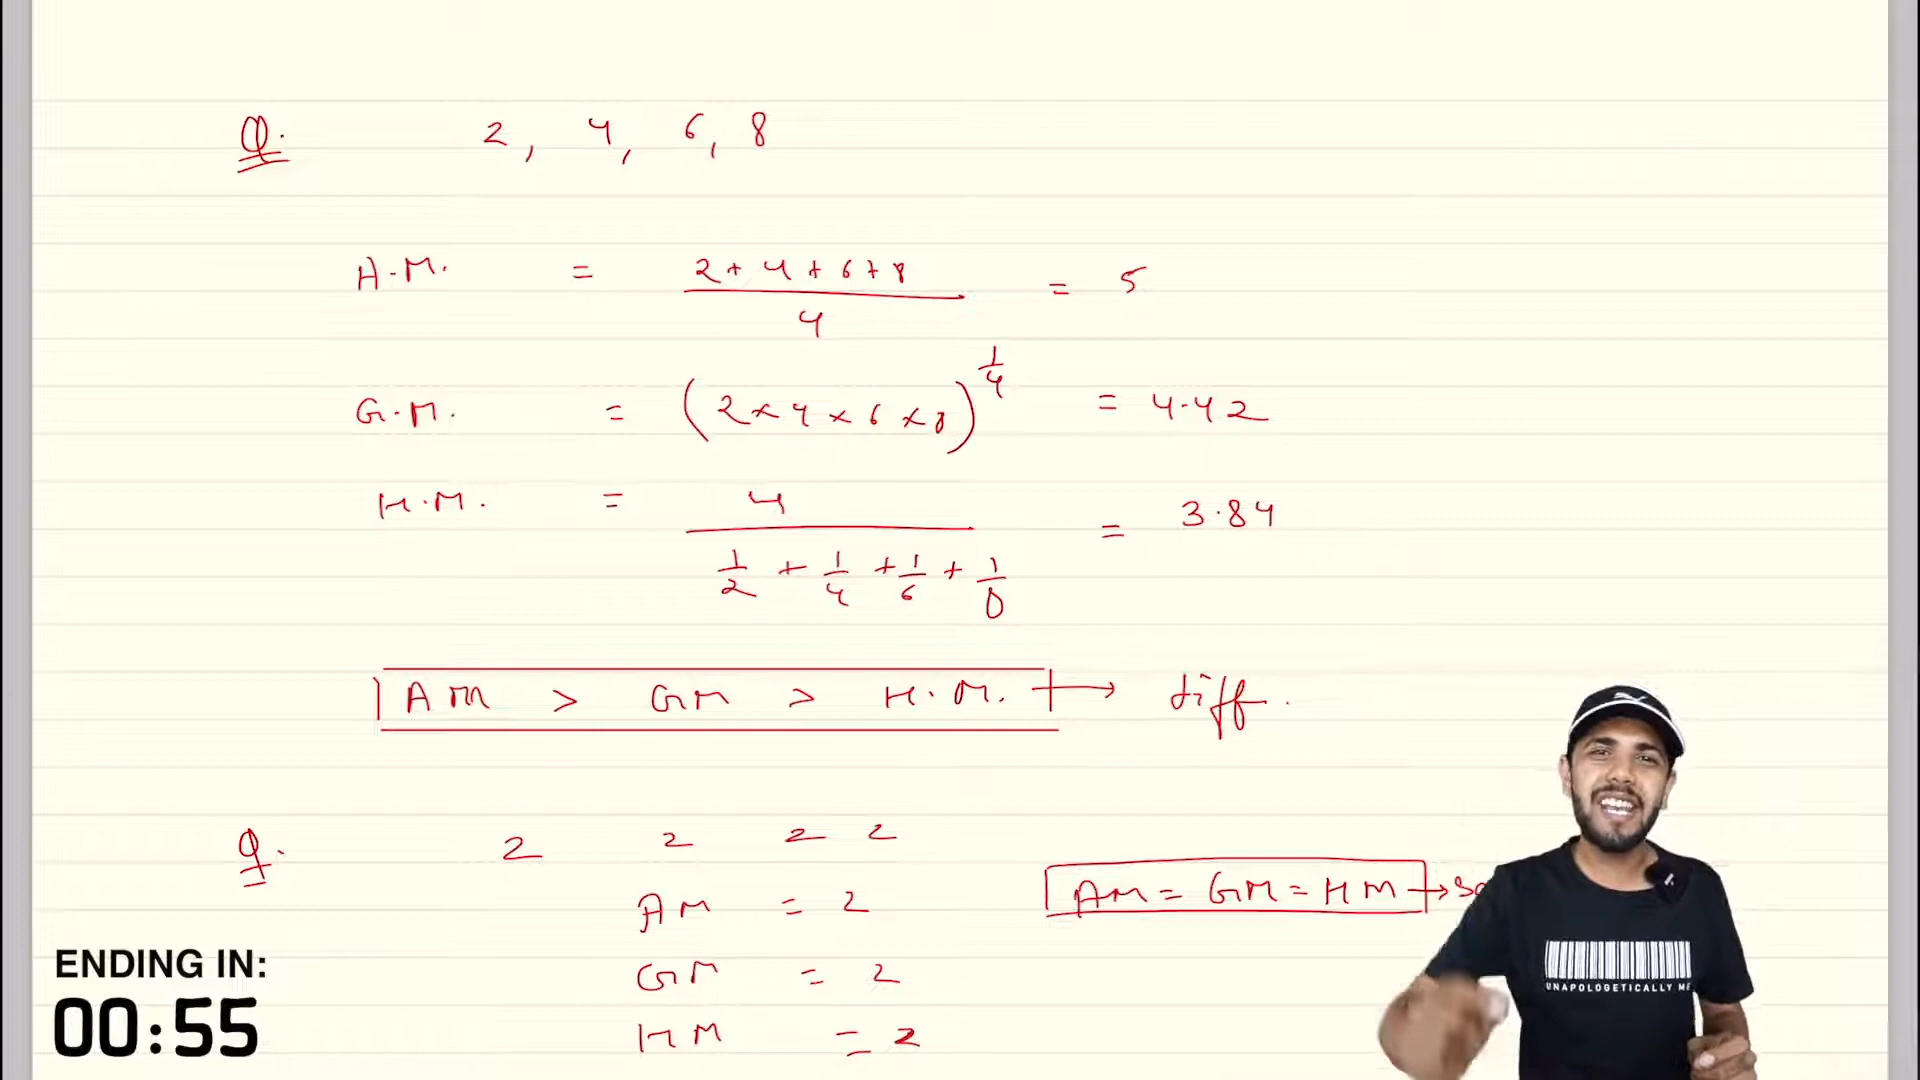 Q. 2, 4, 6, 8
A.M. = 2 + 4 + 6 + 8 / 4 = 5
G.M. = (2 × 4 × 6 × 8)^1/4 = 4.42
H.M. = 4 / 1/2 + 1/4 + 1/6 + 1/8 = 3.84
AM > GM > H.M. → diff.
Q. 2 2 2 2
AM = 2
AM = GM = HM →
GM = 2
HM = 2
ENDING IN:
00:55
UNAPOLOGETICALLY ME